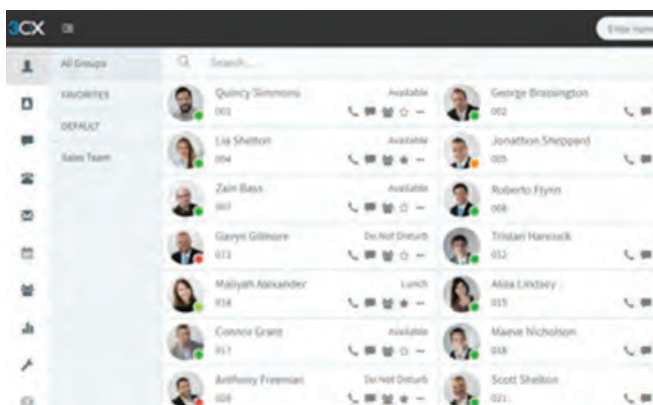 3CX
Enter name
All Groups
Search...
FAVORITES
DEFAULT
Sales Team
Quincy Simmons Available
George Brassington
002
Lia Shelton Available
004
Jonathon Sheppard
005
Zain Bass Available
007
Roberto Flynn
008
Gavyn Gilmore Do Not Disturb
Tristan Hancock
012
Maliyah Alexander Lunch
014
Aliza Lindsey
015
Connor Grant Available
017
Maeve Nicholson
018
Anthony Freeman Do Not Disturb
020
Scott Shelton
021